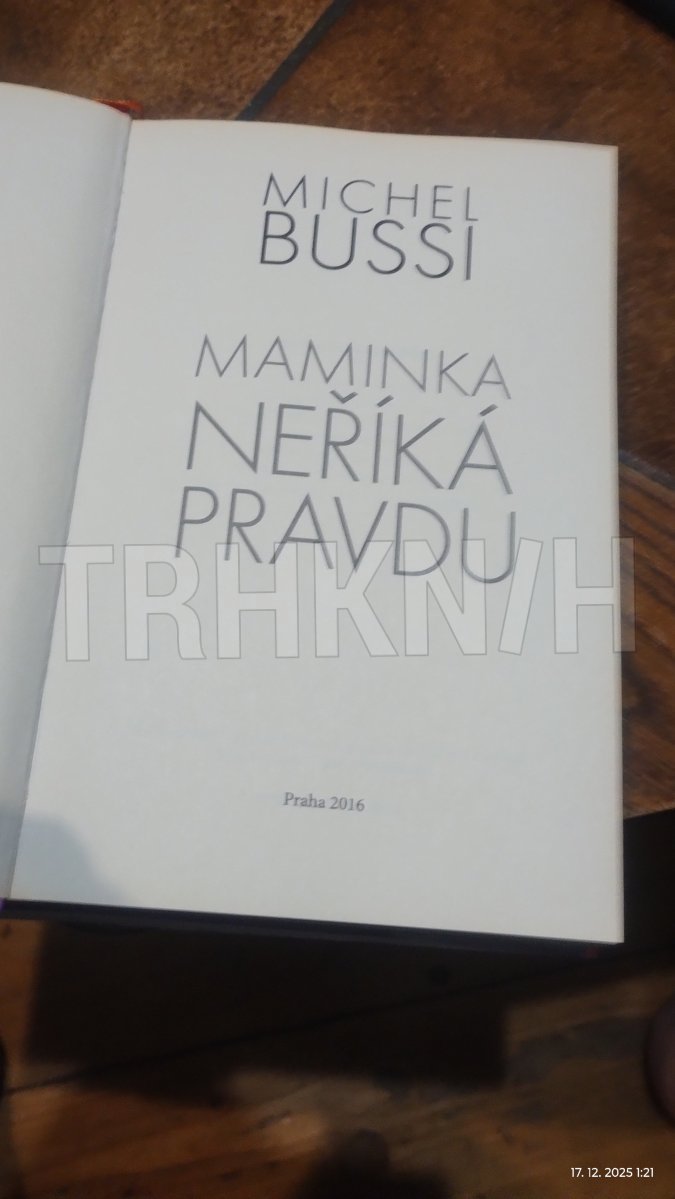 MICHEL
BUSSI
MAMINKA
NEŘÍKÁ
PRAVDU
TRHKNIH
Praha 2016
17. 12. 2025 1:21